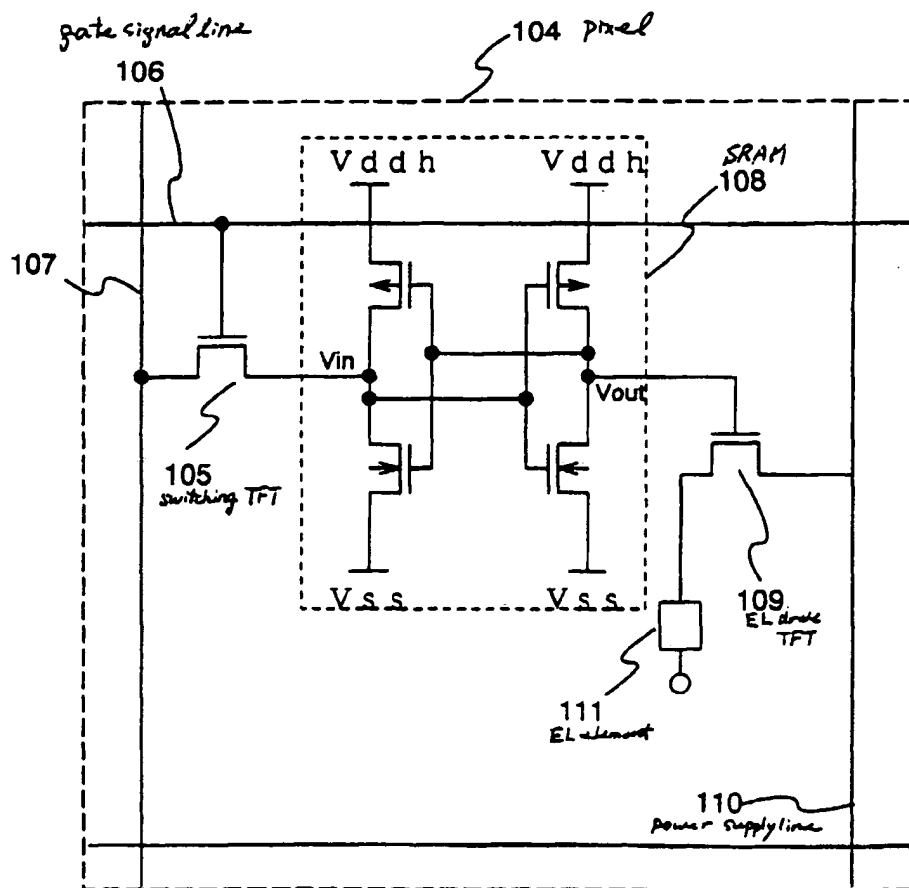 gate signal line
106
104 pixel
Vddh Vddh
SRAM
108
107
Vin
Vout
105
switching TFT
109
EL drive
TFT
Vss Vss
111
EL element
110
power supply line